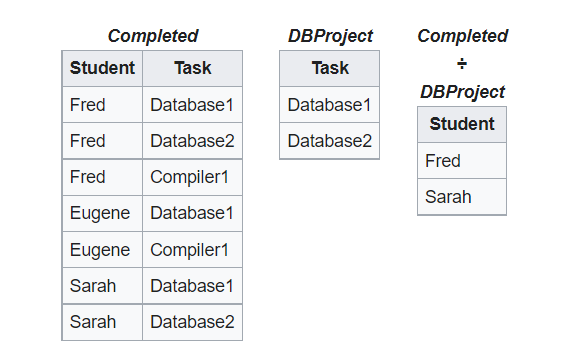 Completed
Student Task
Fred Database1
Fred Database2
Fred Compiler1
Eugene Database1
Eugene Compiler1
Sarah Database1
Sarah Database2
DBProject
Task
Database1
Database2
Completed
÷
DBProject
Student
Fred
Sarah